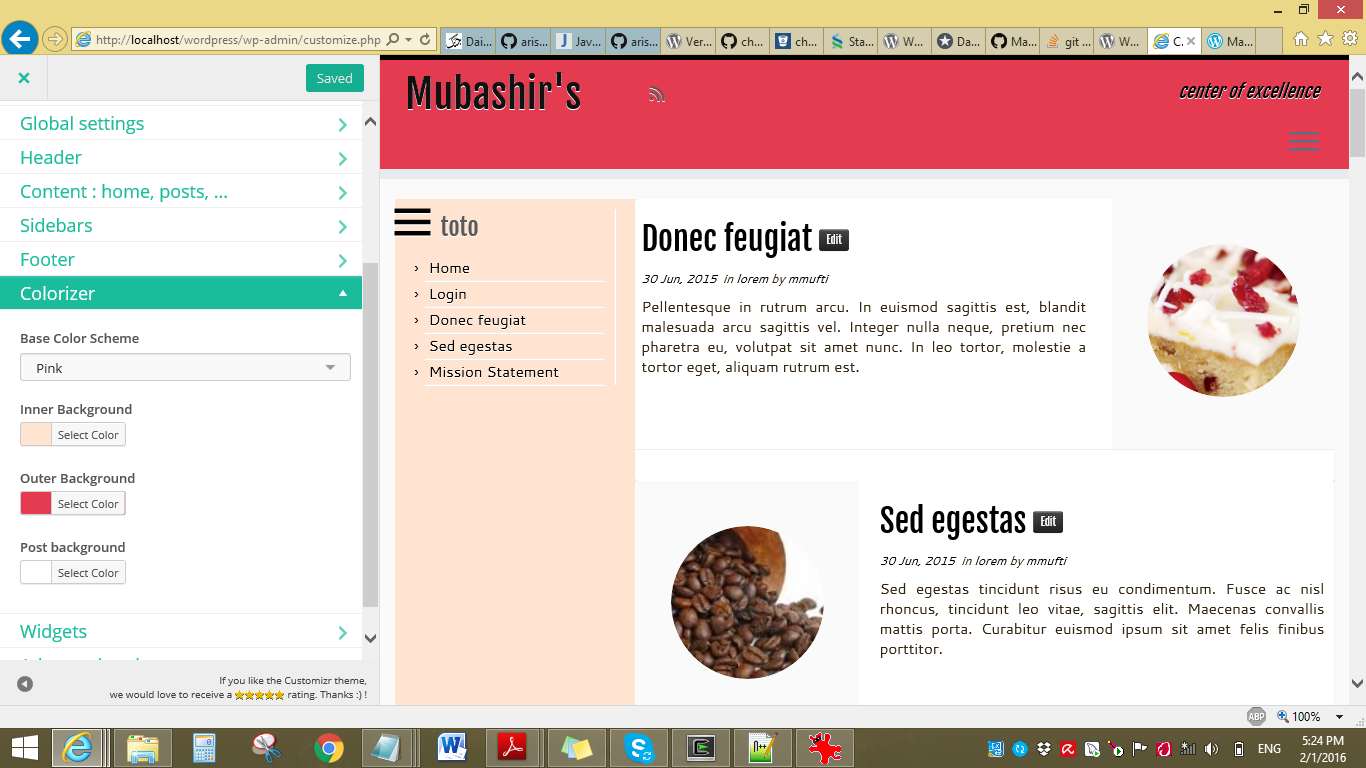 http://localhost/wordpress/wp-admin/customize.php
Dai...
aris...
Jav...
aris...
Ver...
ch...
ch...
Sta...
W...
Da...
Ma...
git ...
W...
C.
Ma...
Saved
Global settings
Header
Content : home, posts, ...
Sidebars
Footer
Colorizer
Base Color Scheme
Pink
Inner Background
Select Color
Outer Background
Select Color
Post background
Select Color
Widgets
If you like the Customizr theme,
we would love to receive a ★★★★★ rating. Thanks :) !
Mubashir's
center of excellence
toto
› Home
› Login
› Donec feugiat
› Sed egestas
› Mission Statement
Donec feugiat Edit
30 Jun, 2015 in lorem by mmufti
Pellentesque in rutrum arcu. In euismod sagittis est, blandit
malesuada arcu sagittis vel. Integer nulla neque, pretium nec
pharetra eu, volutpat sit amet nunc. In leo tortor, molestie a
tortor eget, aliquam rutrum est.
Sed egestas Edit
30 Jun, 2015 in lorem by mmufti
Sed egestas tincidunt risus eu condimentum. Fusce ac nisl
rhoncus, tincidunt leo vitae, sagittis elit. Maecenas convallis
mattis porta. Curabitur euismod ipsum sit amet felis finibus
porttitor.
ABP
100%
ENG
5:24 PM
2/1/2016